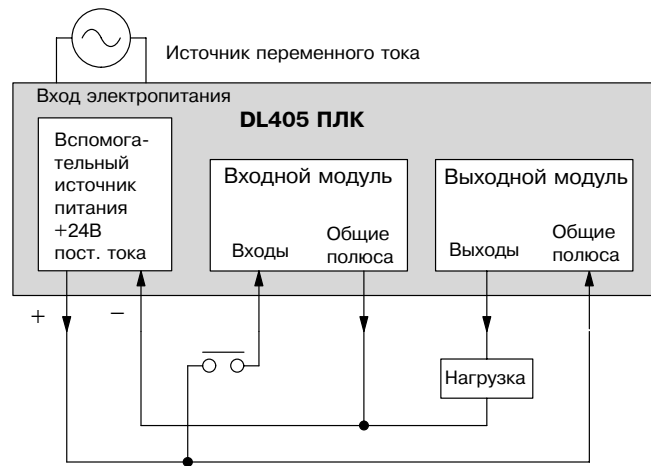 Источник переменного тока
Вход электропитания
DL405 ПЛК
Вспомога-
тельный
источник
питания
+24В
пост. тока
Входной модуль
Входы
Общие
полюса
Выходной модуль
Выходы
Общие
полюса
+
−
Нагрузка